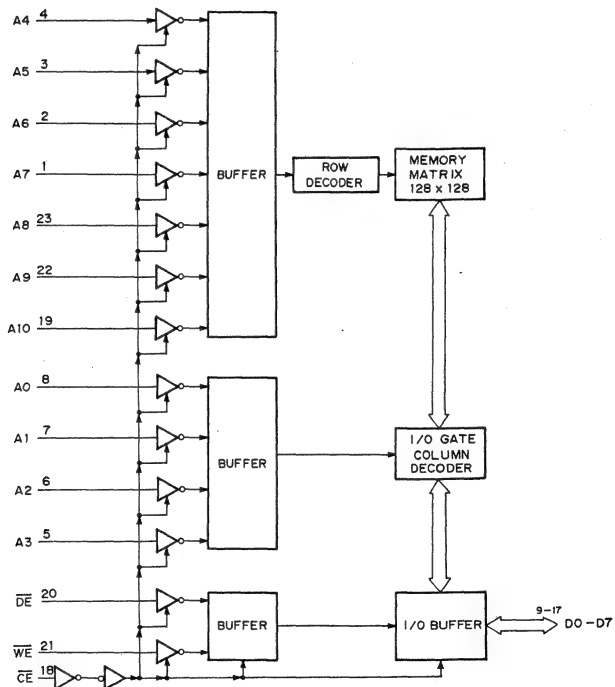 A4 4
A5 3
A6 2
A7 1
A8 23
A9 22
A10 19
BUFFER
ROW
DECODER
MEMORY
MATRIX
128 x 128
A0 8
A1 7
A2 6
A3 5
BUFFER
I/O GATE
COLUMN
DECODER
DE 20
WE 21
CE 18
BUFFER
I/O BUFFER
9-17
D0-D7